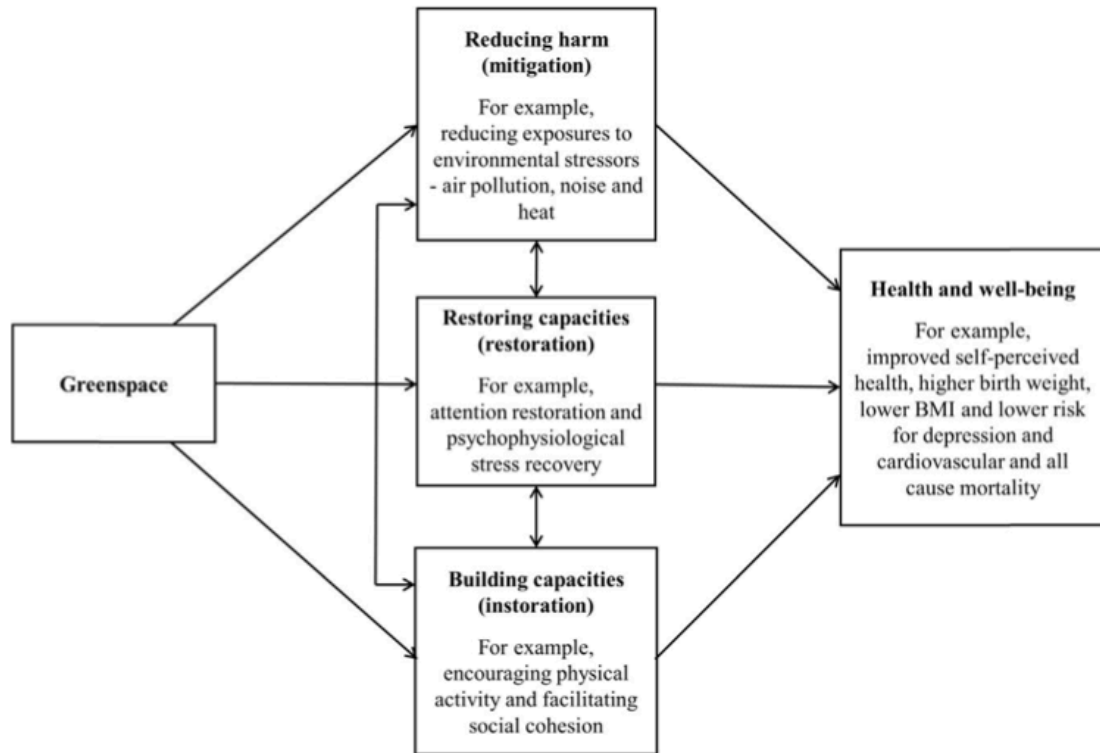 Reducing harm
(mitigation)
For example,
reducing exposures to
environmental stressors
- air pollution, noise and
heat
Greenspace
Restoring capacities
(restoration)
For example,
attention restoration and
psychophysiological
stress recovery
Building capacities
(instoration)
For example,
encouraging physical
activity and facilitating
social cohesion
Health and well-being
For example,
improved self-perceived
health, higher birth weight,
lower BMI and lower risk
for depression and
cardiovascular and all
cause mortality